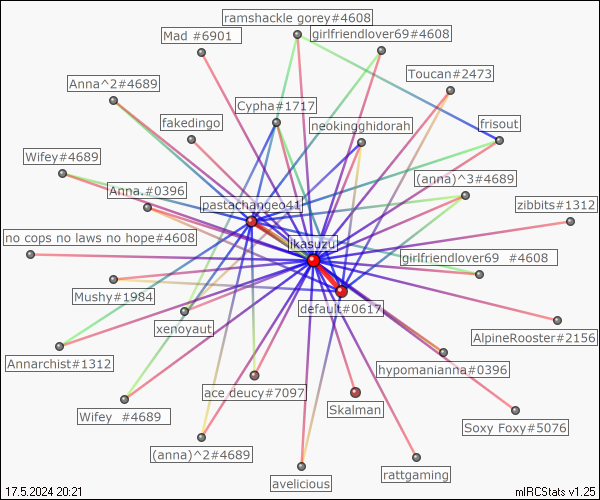 ramshackle gorey#4608
Mad #6901
girlfriendlover69#4608
Toucan#2473
Anna^2#4689
Cypha#1717
fakedingo
neokingghidorah
frisout
Wifey#4689
(anna)^3#4689
Anna.#0396
pastachangeo41
zibbits#1312
no cops no laws no hope#4608
ikasuzu
girlfriendlover69 #4608
Mushy#1984
default#0617
xenoyaut
AlpineRooster#2156
Annarchist#1312
hypomanianna#0396
ace deucy#7097
Skalman
Wifey #4689
Soxy Foxy#5076
(anna)^2#4689
avelicious
rattgaming
17.5.2024 20:21
mIRCStats v1.25